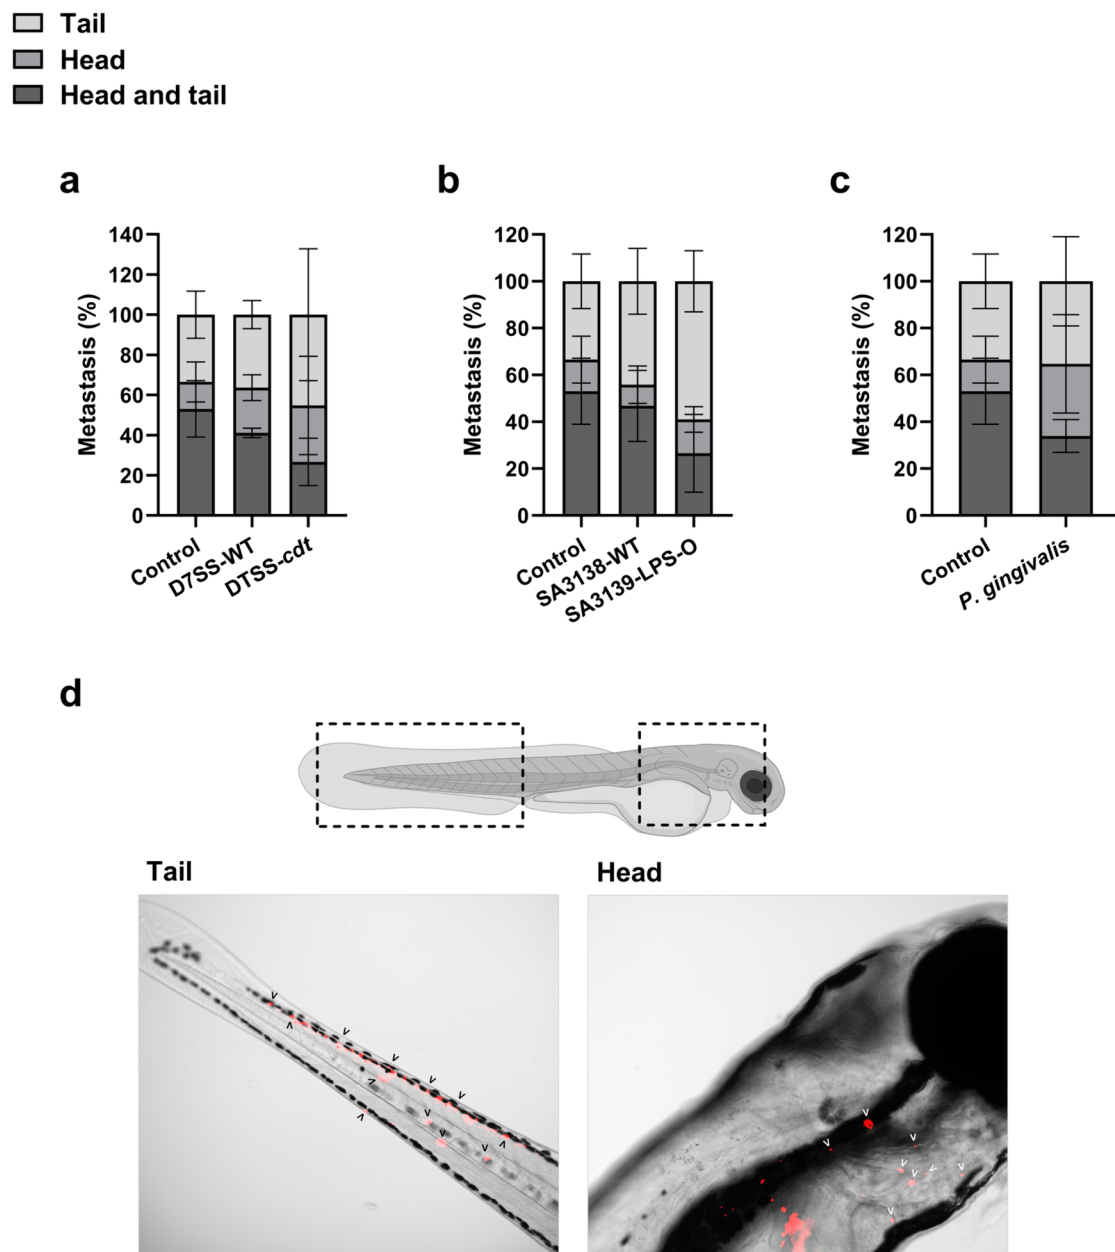 Tail
Head
Head and tail
a
b
c
140
120
100
80
60
40
20
0
Metastasis (%)
Control
D7SS-WT
DTSS-cdt
120
100
80
60
40
20
0
Metastasis (%)
Control
SA3138-WT
SA3139-LPS-O
120
100
80
60
40
20
0
Metastasis (%)
Control
P. gingivalis
d
Tail
Head